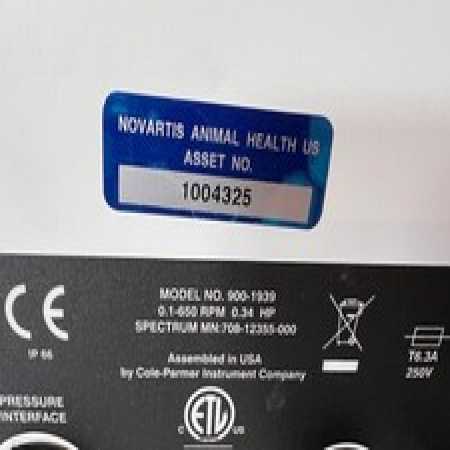 NOVARTIS ANIMAL HEALTH US
ASSET NO.
1004325
MODEL NO. 900-1939
0.1-650 RPM 0.34 HP
SPECTRUM MN:708-12355-000
CE
IP 66
Assembled in USA
by Cole-Parmer Instrument Company
T6.3A
250V
PRESSURE
INTERFACE
C ETL US